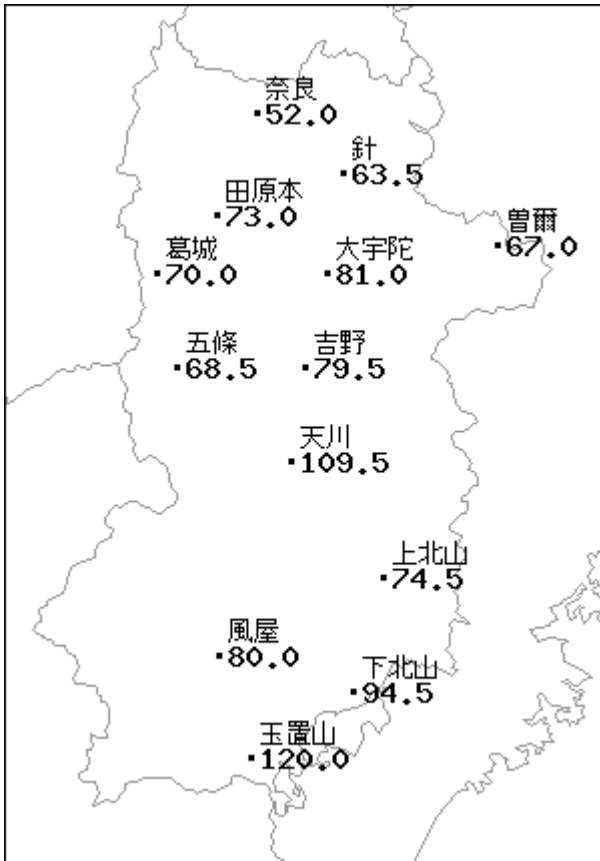 奈良
52.0
針
63.5
田原本
73.0
曽爾
67.0
葛城
70.0
大宇陀
81.0
五條
68.5
吉野
79.5
天川
109.5
上北山
74.5
風屋
80.0
下北山
94.5
玉置山
120.0